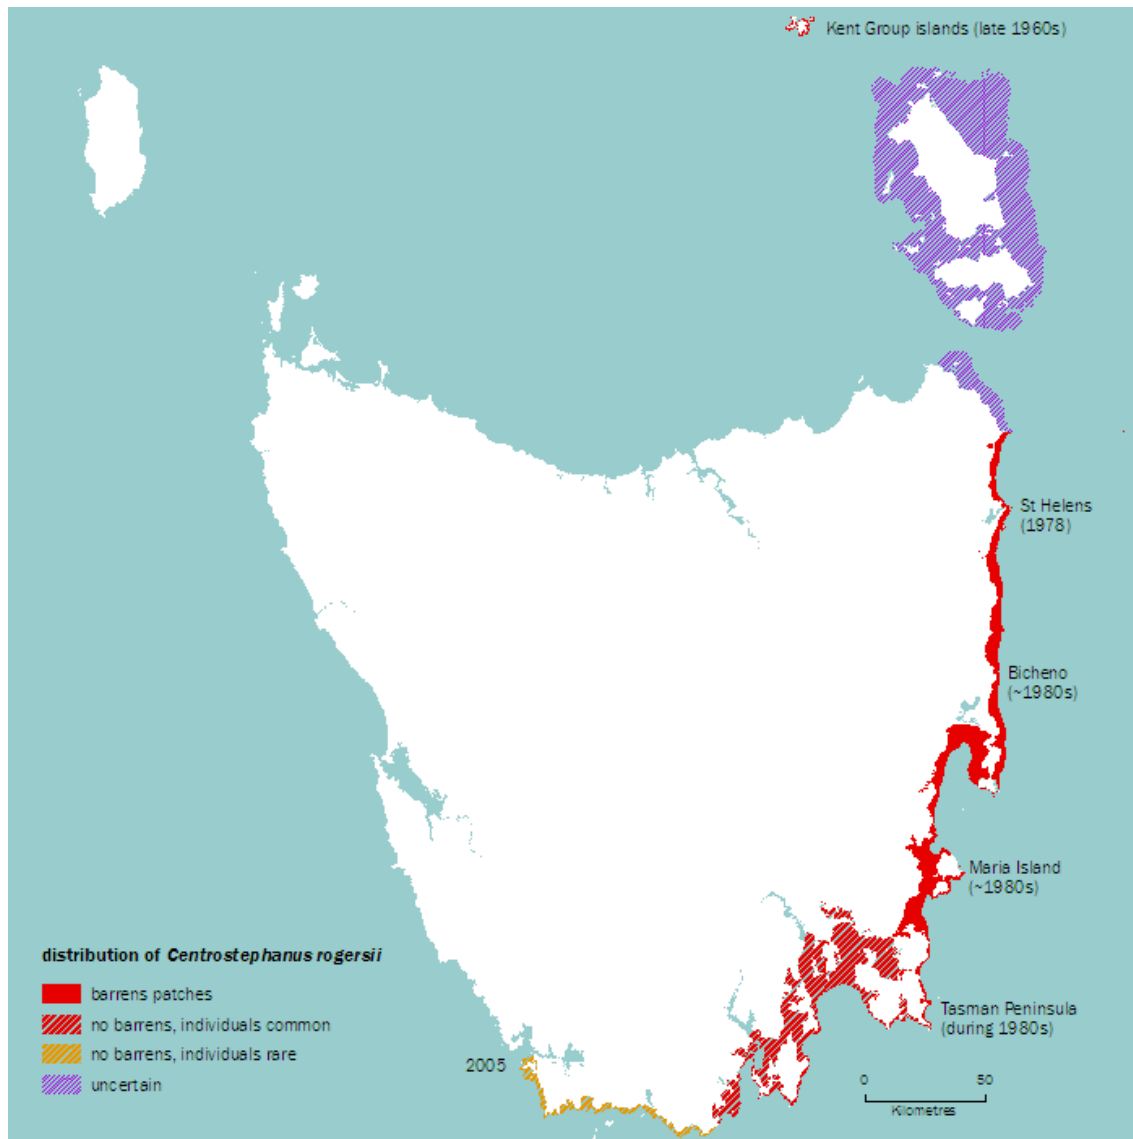 Kent Group islands (late 1960s)
St Helens
(1978)
Bicheno
(~1980s)
Maria Island
(~1980s)
Tasman Peninsula
(during 1980s)
2005
distribution of Centrostephanus rogersii
barrens patches
no barrens, individuals common
no barrens, individuals rare
uncertain
0 50
Kilometres